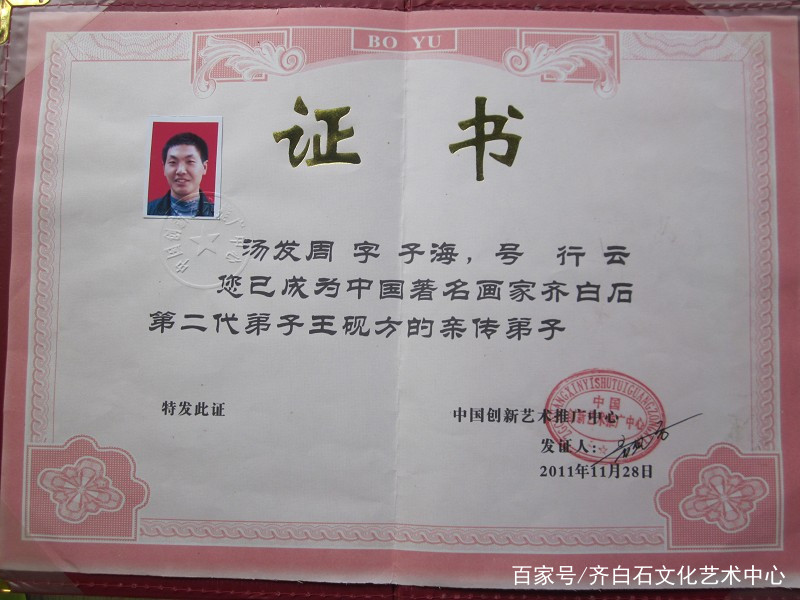 BO YU
证 书
汤发周 字 子海，号 行云
您已成为中国著名画家齐白石
第二代弟子王砚方的亲传弟子
特发此证
中国创新艺术推广中心
中国
发证人：
2011年11月28日
百家号/齐白石文化艺术中心